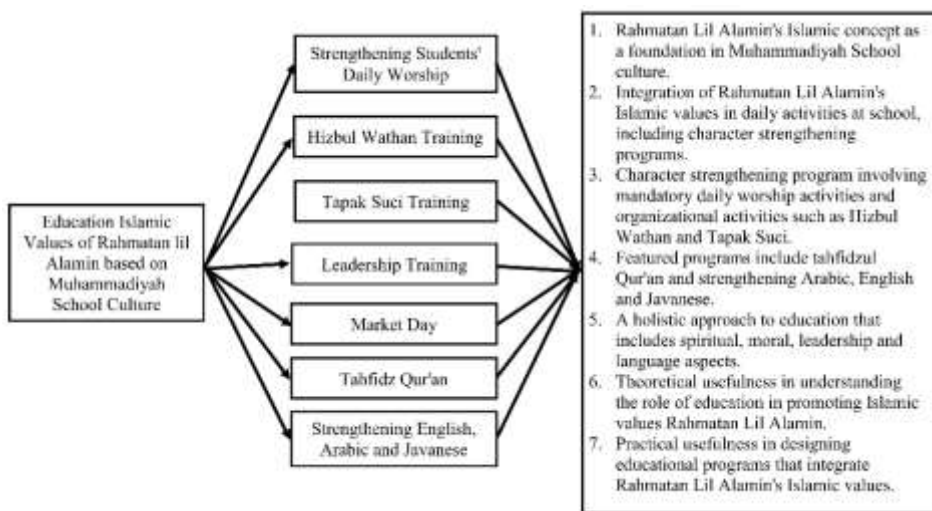 Education Islamic
Values of Rahmatan lil
Alamin based on
Muhammadiyah
School Culture
Strengthening Students'
Daily Worship
Hizbul Wathan Training
Tapak Suci Training
Leadership Training
Market Day
Tahfidz Qur'an
Strengthening English,
Arabic and Javanese
1. Rahmatan Lil Alamin's Islamic concept as
a foundation in Muhammadiyah School
culture.
2. Integration of Rahmatan Lil Alamin's
Islamic values in daily activities at school,
including character strengthening
programs.
3. Character strengthening program involving
mandatory daily worship activities and
organizational activities such as Hizbul
Wathan and Tapak Suci.
4. Featured programs include tahfidzul
Qur'an and strengthening Arabic, English
and Javanese.
5. A holistic approach to education that
includes spiritual, moral, leadership and
language aspects.
6. Theoretical usefulness in understanding
the role of education in promoting Islamic
values Rahmatan Lil Alamin.
7. Practical usefulness in designing
educational programs that integrate
Rahmatan Lil Alamin's Islamic values.